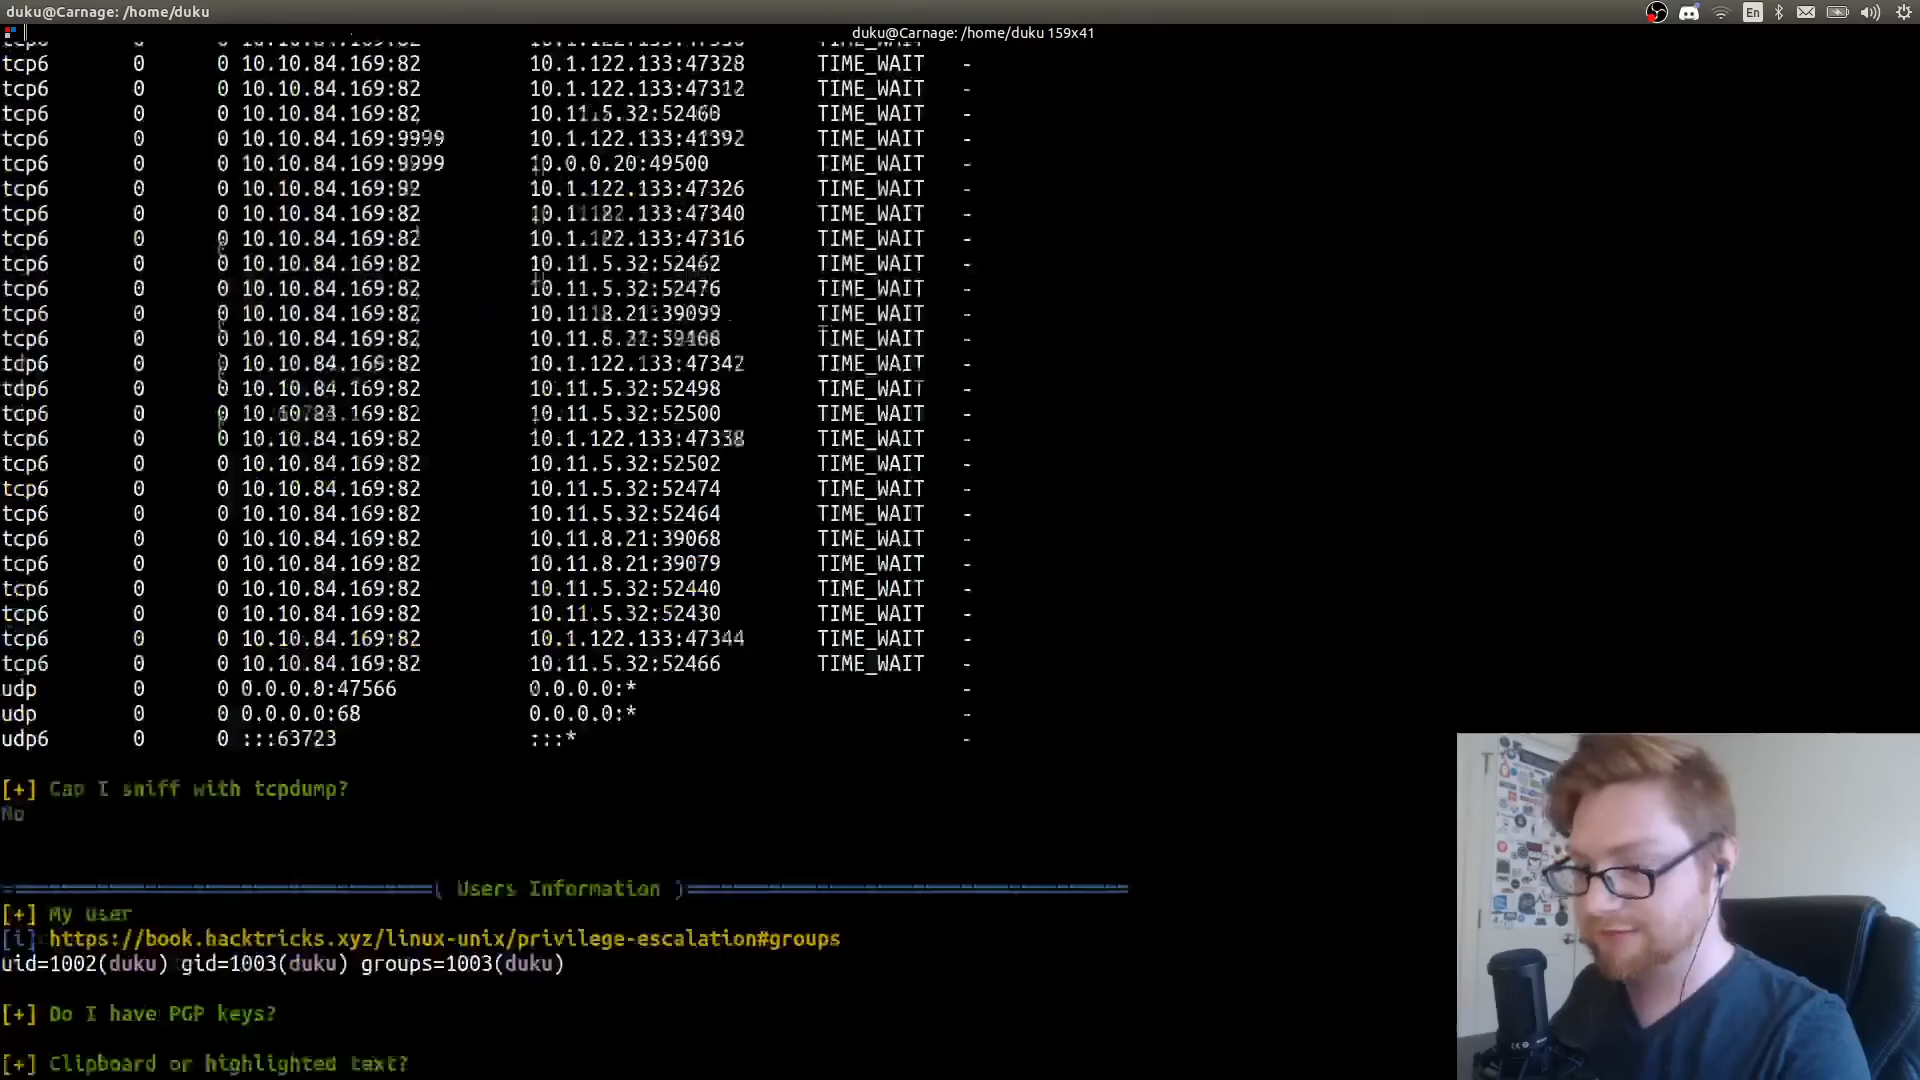 duku@Carnage: /home/duku
En
duku@Carnage: /home/duku 159x41
tcp6 0 0 10.10.84.169:82 TIME_WAIT
tcp6 0 0 10.10.84.169:82 10.1.122.133:47328 TIME_WAIT -
tcp6 0 0 10.10.84.169:82 10.1.122.133:47312 TIME_WAIT -
tcp6 0 0 10.10.84.169:82 10.11.5.32:52460 TIME_WAIT -
tcp6 0 0 10.10.84.169:9999 10.1.122.133:41392 TIME_WAIT -
tcp6 0 0 10.10.84.169:9999 10.0.0.20:49500 TIME_WAIT -
tcp6 0 0 10.10.84.169:82 10.1.122.133:47326 TIME_WAIT -
tcp6 0 0 10.10.84.169:82 10.1.122.133:47340 TIME_WAIT -
tcp6 0 0 10.10.84.169:82 10.1.122.133:47316 TIME_WAIT -
tcp6 0 0 10.10.84.169:82 10.11.5.32:52462 TIME_WAIT -
tcp6 0 0 10.10.84.169:82 10.11.5.32:52476 TIME_WAIT -
tcp6 0 0 10.10.84.169:82 10.11.8.21:39099 TIME_WAIT -
tcp6 0 0 10.10.84.169:82 TIME_WAIT -
tcp6 0 0 10.10.84.169:82 10.1.122.133:47342 TIME_WAIT -
tcp6 0 0 10.10.84.169:82 10.11.5.32:52498 TIME_WAIT -
tcp6 0 0 10.10.84.169:82 10.11.5.32:52500 TIME_WAIT -
tcp6 0 0 10.10.84.169:82 10.1.122.133:47338 TIME_WAIT -
tcp6 0 0 10.10.84.169:82 10.11.5.32:52502 TIME_WAIT -
tcp6 0 0 10.10.84.169:82 10.11.5.32:52474 TIME_WAIT -
tcp6 0 0 10.10.84.169:82 10.11.5.32:52464 TIME_WAIT -
tcp6 0 0 10.10.84.169:82 10.11.8.21:39068 TIME_WAIT -
tcp6 0 0 10.10.84.169:82 10.11.8.21:39079 TIME_WAIT -
tcp6 0 0 10.10.84.169:82 10.11.5.32:52440 TIME_WAIT -
tcp6 0 0 10.10.84.169:82 10.11.5.32:52430 TIME_WAIT -
tcp6 0 0 10.10.84.169:82 10.1.122.133:47344 TIME_WAIT -
tcp6 0 0 10.10.84.169:82 10.11.5.32:52466 TIME_WAIT -
udp 0 0 0.0.0.0:47566 0.0.0.0:* -
udp 0 0 0.0.0.0:68 0.0.0.0:* -
udp6 0 0 :::63723 :::* -
[+] Can I sniff with tcpdump?
No
( Users Information )
[+] My user
[i] https://book.hacktricks.xyz/linux-unix/privilege-escalation#groups
uid=1002(duku) gid=1003(duku) groups=1003(duku)
[+] Do I have PGP keys?
[+] Clipboard or highlighted text?